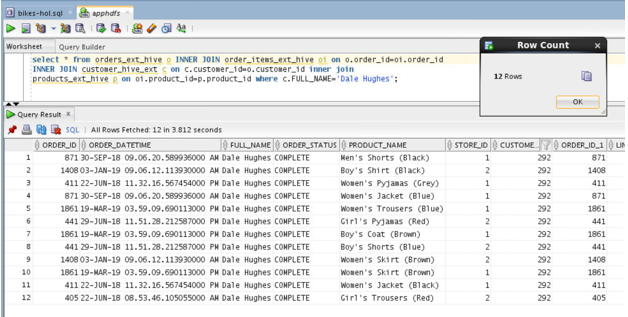 bikes-hol.sql apphdfs
Worksheet Query Builder
select * from orders_ext_hive o INNER JOIN order_items_ext_hive oi on o.order_id=oi.order_id
INNER JOIN customer_hive_ext c on c.customer_id=o.customer_id inner join
products_ext_hive p on oi.product_id=p.product_id where c.FULL_NAME='Dale Hughes';
Row Count
12 Rows
OK
Query Result
SQL | All Rows Fetched: 12 in 3.812 seconds
ORDER_ID ORDER_DATETIME FULL_NAME ORDER_STATUS PRODUCT_NAME STORE_ID CUSTOME... ORDER_ID_1 LIN
1 871 30-SEP-18 09.06.20.589936000 AM Dale Hughes COMPLETE Men's Shorts (Black) 1 292 871
2 1408 03-JAN-19 09.06.12.113930000 AM Dale Hughes COMPLETE Boy's Shirt (Black) 2 292 1408
3 411 22-JUN-18 11.32.16.567454000 PM Dale Hughes COMPLETE Women's Pyjamas (Grey) 1 292 411
4 871 30-SEP-18 09.06.20.589936000 AM Dale Hughes COMPLETE Women's Jacket (Blue) 1 292 871
5 1861 19-MAR-19 03.59.09.690113000 PM Dale Hughes COMPLETE Women's Trousers (Blue) 1 292 1861
6 441 29-JUN-18 11.51.28.212587000 PM Dale Hughes COMPLETE Girl's Pyjamas (Red) 2 292 441
7 1861 19-MAR-19 03.59.09.690113000 PM Dale Hughes COMPLETE Boy's Coat (Brown) 1 292 1861
8 441 29-JUN-18 11.51.28.212587000 PM Dale Hughes COMPLETE Boy's Shorts (Blue) 2 292 441
9 1408 03-JAN-19 09.06.12.113930000 AM Dale Hughes COMPLETE Women's Skirt (Brown) 2 292 1408
10 1861 19-MAR-19 03.59.09.690113000 PM Dale Hughes COMPLETE Women's Skirt (Brown) 1 292 1861
11 411 22-JUN-18 11.32.16.567454000 PM Dale Hughes COMPLETE Women's Jacket (Black) 1 292 411
12 405 22-JUN-18 08.53.46.105055000 AM Dale Hughes COMPLETE Girl's Trousers (Red) 2 292 405